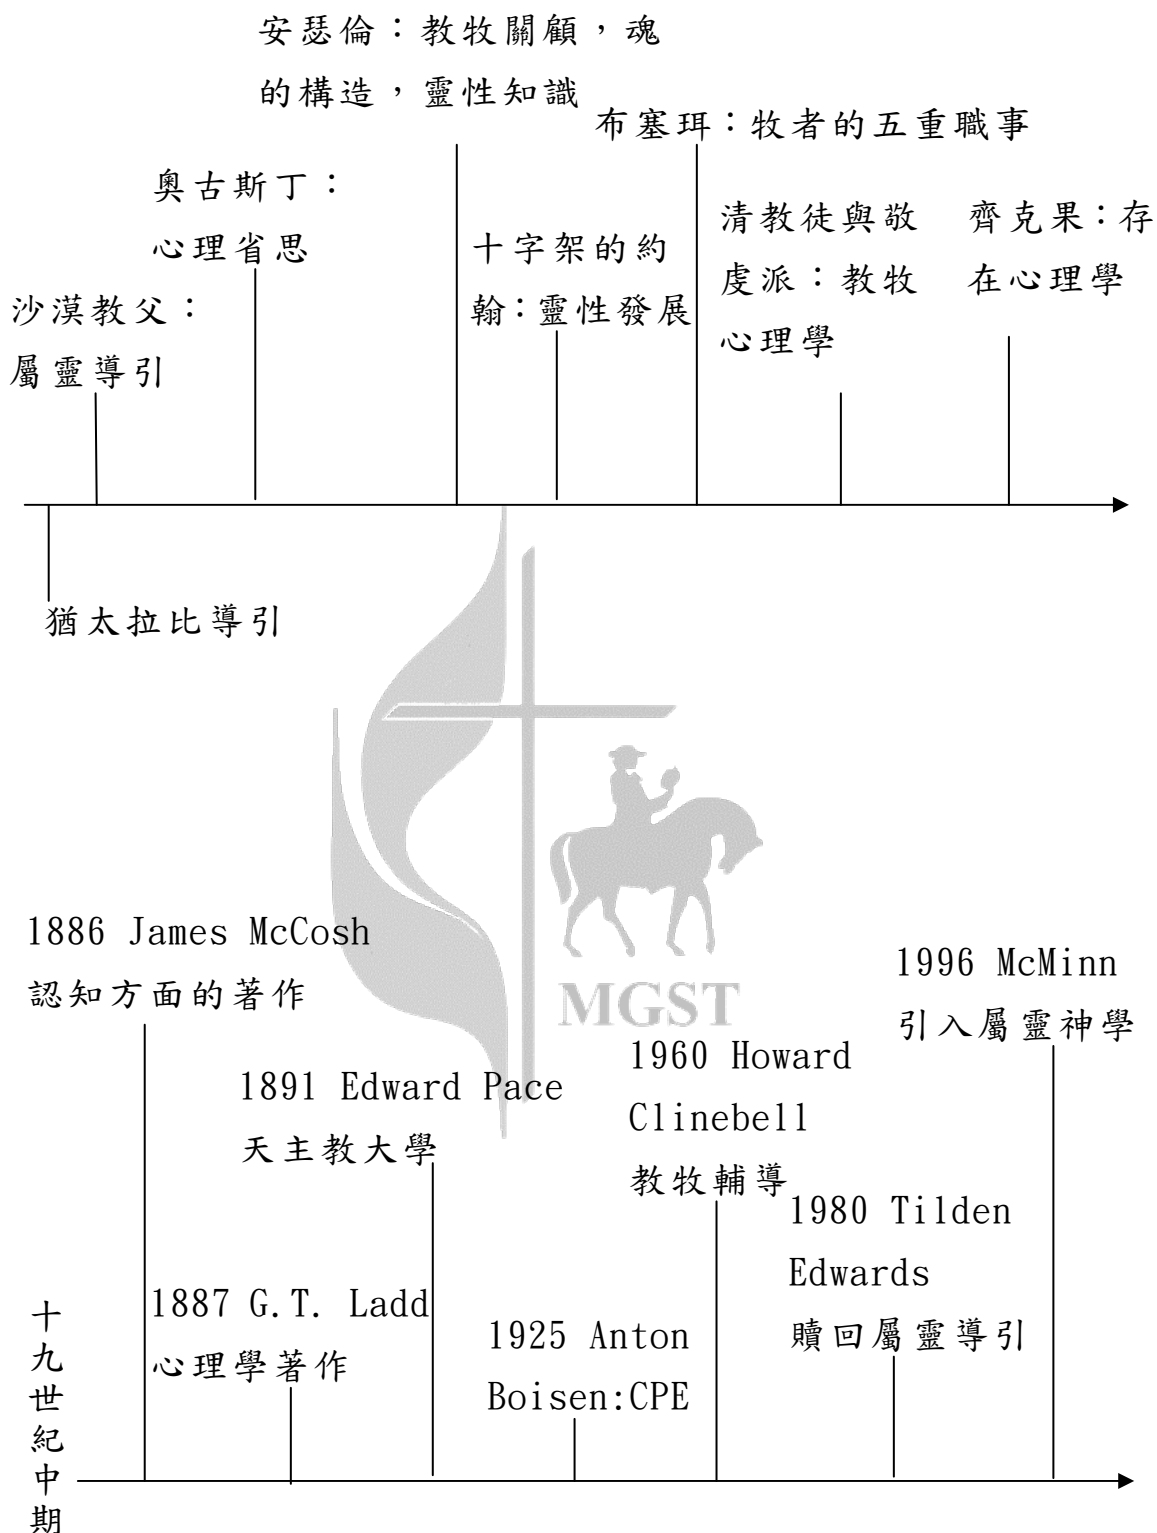 安瑟倫：教牧關顧，魂
的構造，靈性知識
布塞珥：牧者的五重職事
奧古斯丁：
心理省思
清教徒與敬
虔派：教牧
心理學
齊克果：存
在心理學
十字架的約
翰：靈性發展
沙漠教父：
屬靈導引
猶太拉比導引
MGST
1886 James McCosh
認知方面的著作
1996 McMinn
引入屬靈神學
1891 Edward Pace
天主教大學
1960 Howard
Clinebell
教牧輔導
1980 Tilden
Edwards
贖回屬靈導引
1887 G.T. Ladd
心理學著作
1925 Anton
Boisen:CPE
十九世紀中期